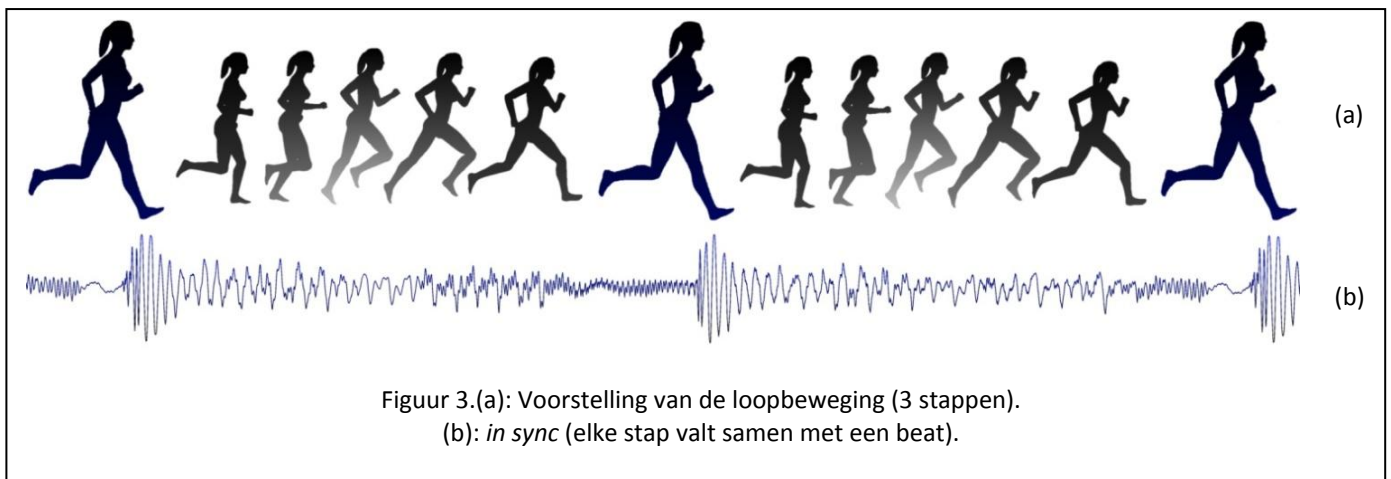 (a)
(b)
Figuur 3.(a): Voorstelling van de loopbeweging (3 stappen).
(b): in sync (elke stap valt samen met een beat).